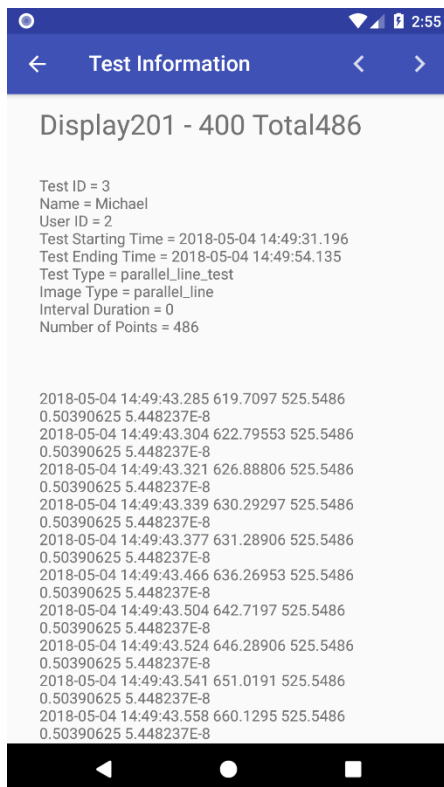 2:55
Test Information
Display201 - 400 Total486
Test ID = 3
Name = Michael
User ID = 2
Test Starting Time = 2018-05-04 14:49:31.196
Test Ending Time = 2018-05-04 14:49:54.135
Test Type = parallel_line_test
Image Type = parallel_line
Interval Duration = 0
Number of Points = 486
2018-05-04 14:49:43.285 619.7097 525.5486
0.50390625 5.448237E-8
2018-05-04 14:49:43.304 622.79553 525.5486
0.50390625 5.448237E-8
2018-05-04 14:49:43.321 626.88806 525.5486
0.50390625 5.448237E-8
2018-05-04 14:49:43.339 630.29297 525.5486
0.50390625 5.448237E-8
2018-05-04 14:49:43.377 631.28906 525.5486
0.50390625 5.448237E-8
2018-05-04 14:49:43.466 636.26953 525.5486
0.50390625 5.448237E-8
2018-05-04 14:49:43.504 642.7197 525.5486
0.50390625 5.448237E-8
2018-05-04 14:49:43.524 646.28906 525.5486
0.50390625 5.448237E-8
2018-05-04 14:49:43.541 651.0191 525.5486
0.50390625 5.448237E-8
2018-05-04 14:49:43.558 660.1295 525.5486
0.50390625 5.448237E-8